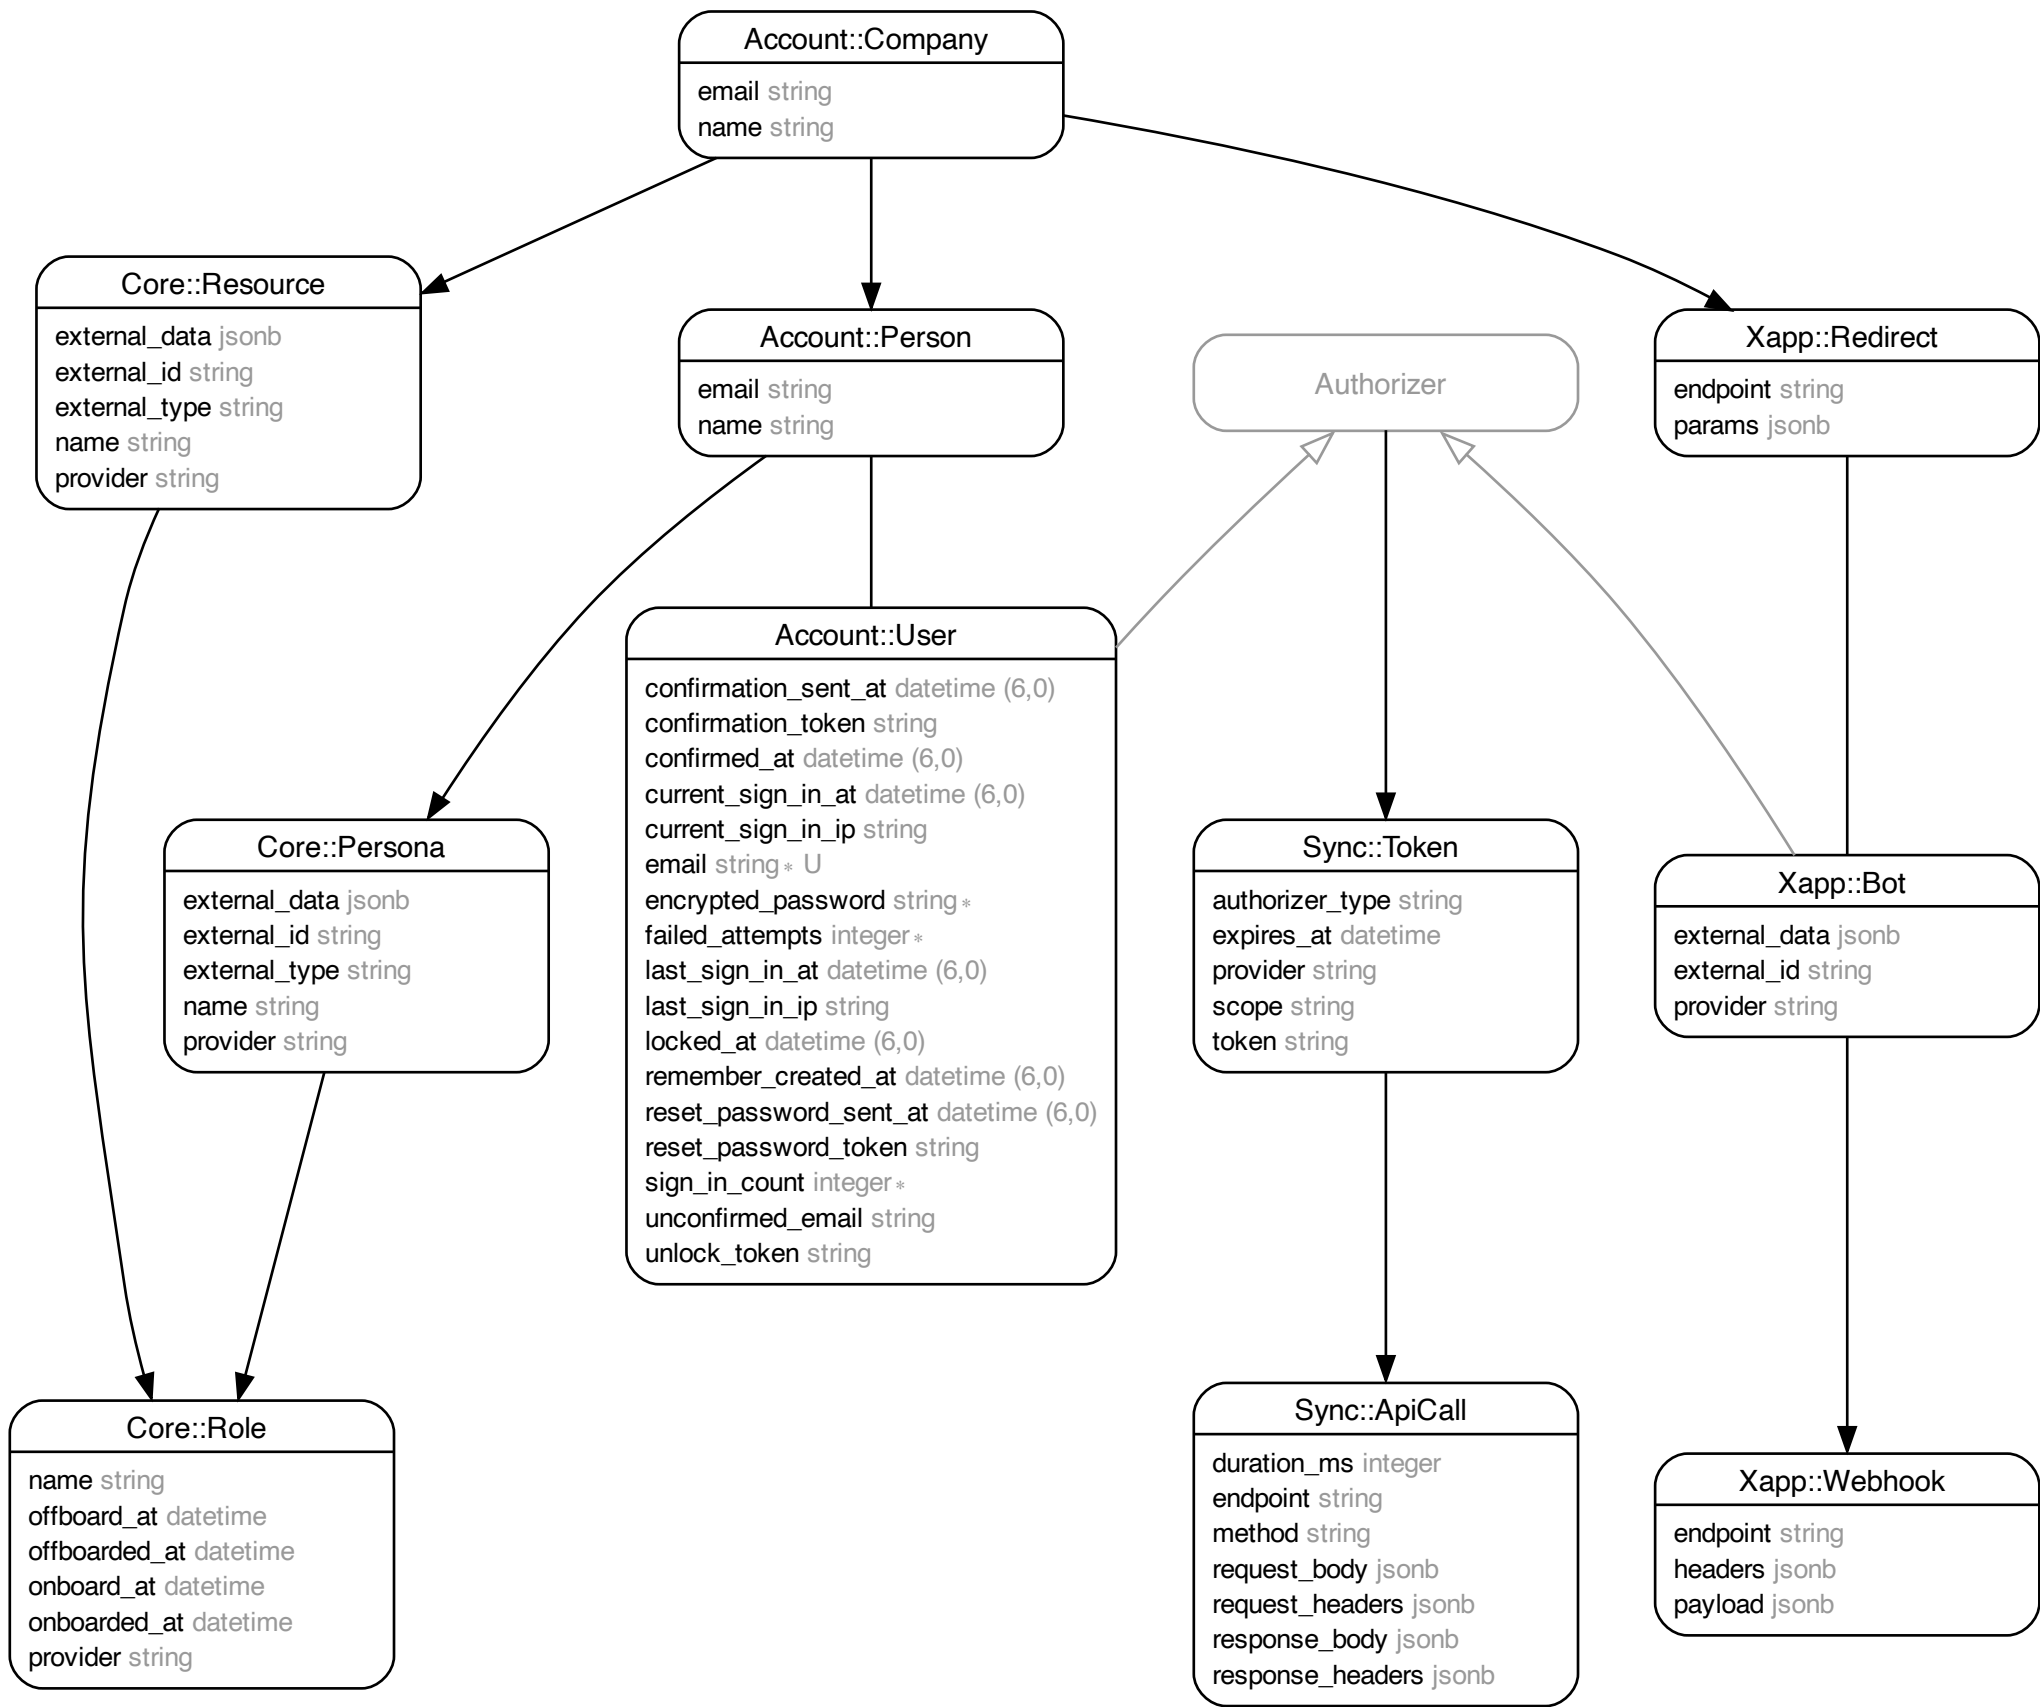 Account::Company
email string
name string
Core::Resource
external_data jsonb
external_id string
external_type string
name string
provider string
Account::Person
email string
name string
Authorizer
Xapp::Redirect
endpoint string
params jsonb
Account::User
confirmation_sent_at datetime (6,0)
confirmation_token string
confirmed_at datetime (6,0)
current_sign_in_at datetime (6,0)
current_sign_in_ip string
email string* U
encrypted_password string*
failed_attempts integer*
last_sign_in_at datetime (6,0)
last_sign_in_ip string
locked_at datetime (6,0)
remember_created_at datetime (6,0)
reset_password_sent_at datetime (6,0)
reset_password_token string
sign_in_count integer*
unconfirmed_email string
unlock_token string
Core::Persona
external_data jsonb
external_id string
external_type string
name string
provider string
Sync::Token
authorizer_type string
expires_at datetime
provider string
scope string
token string
Xapp::Bot
external_data jsonb
external_id string
provider string
Core::Role
name string
offboard_at datetime
offboarded_at datetime
onboard_at datetime
onboarded_at datetime
provider string
Sync::ApiCall
duration_ms integer
endpoint string
method string
request_body jsonb
request_headers jsonb
response_body jsonb
response_headers jsonb
Xapp::Webhook
endpoint string
headers jsonb
payload jsonb